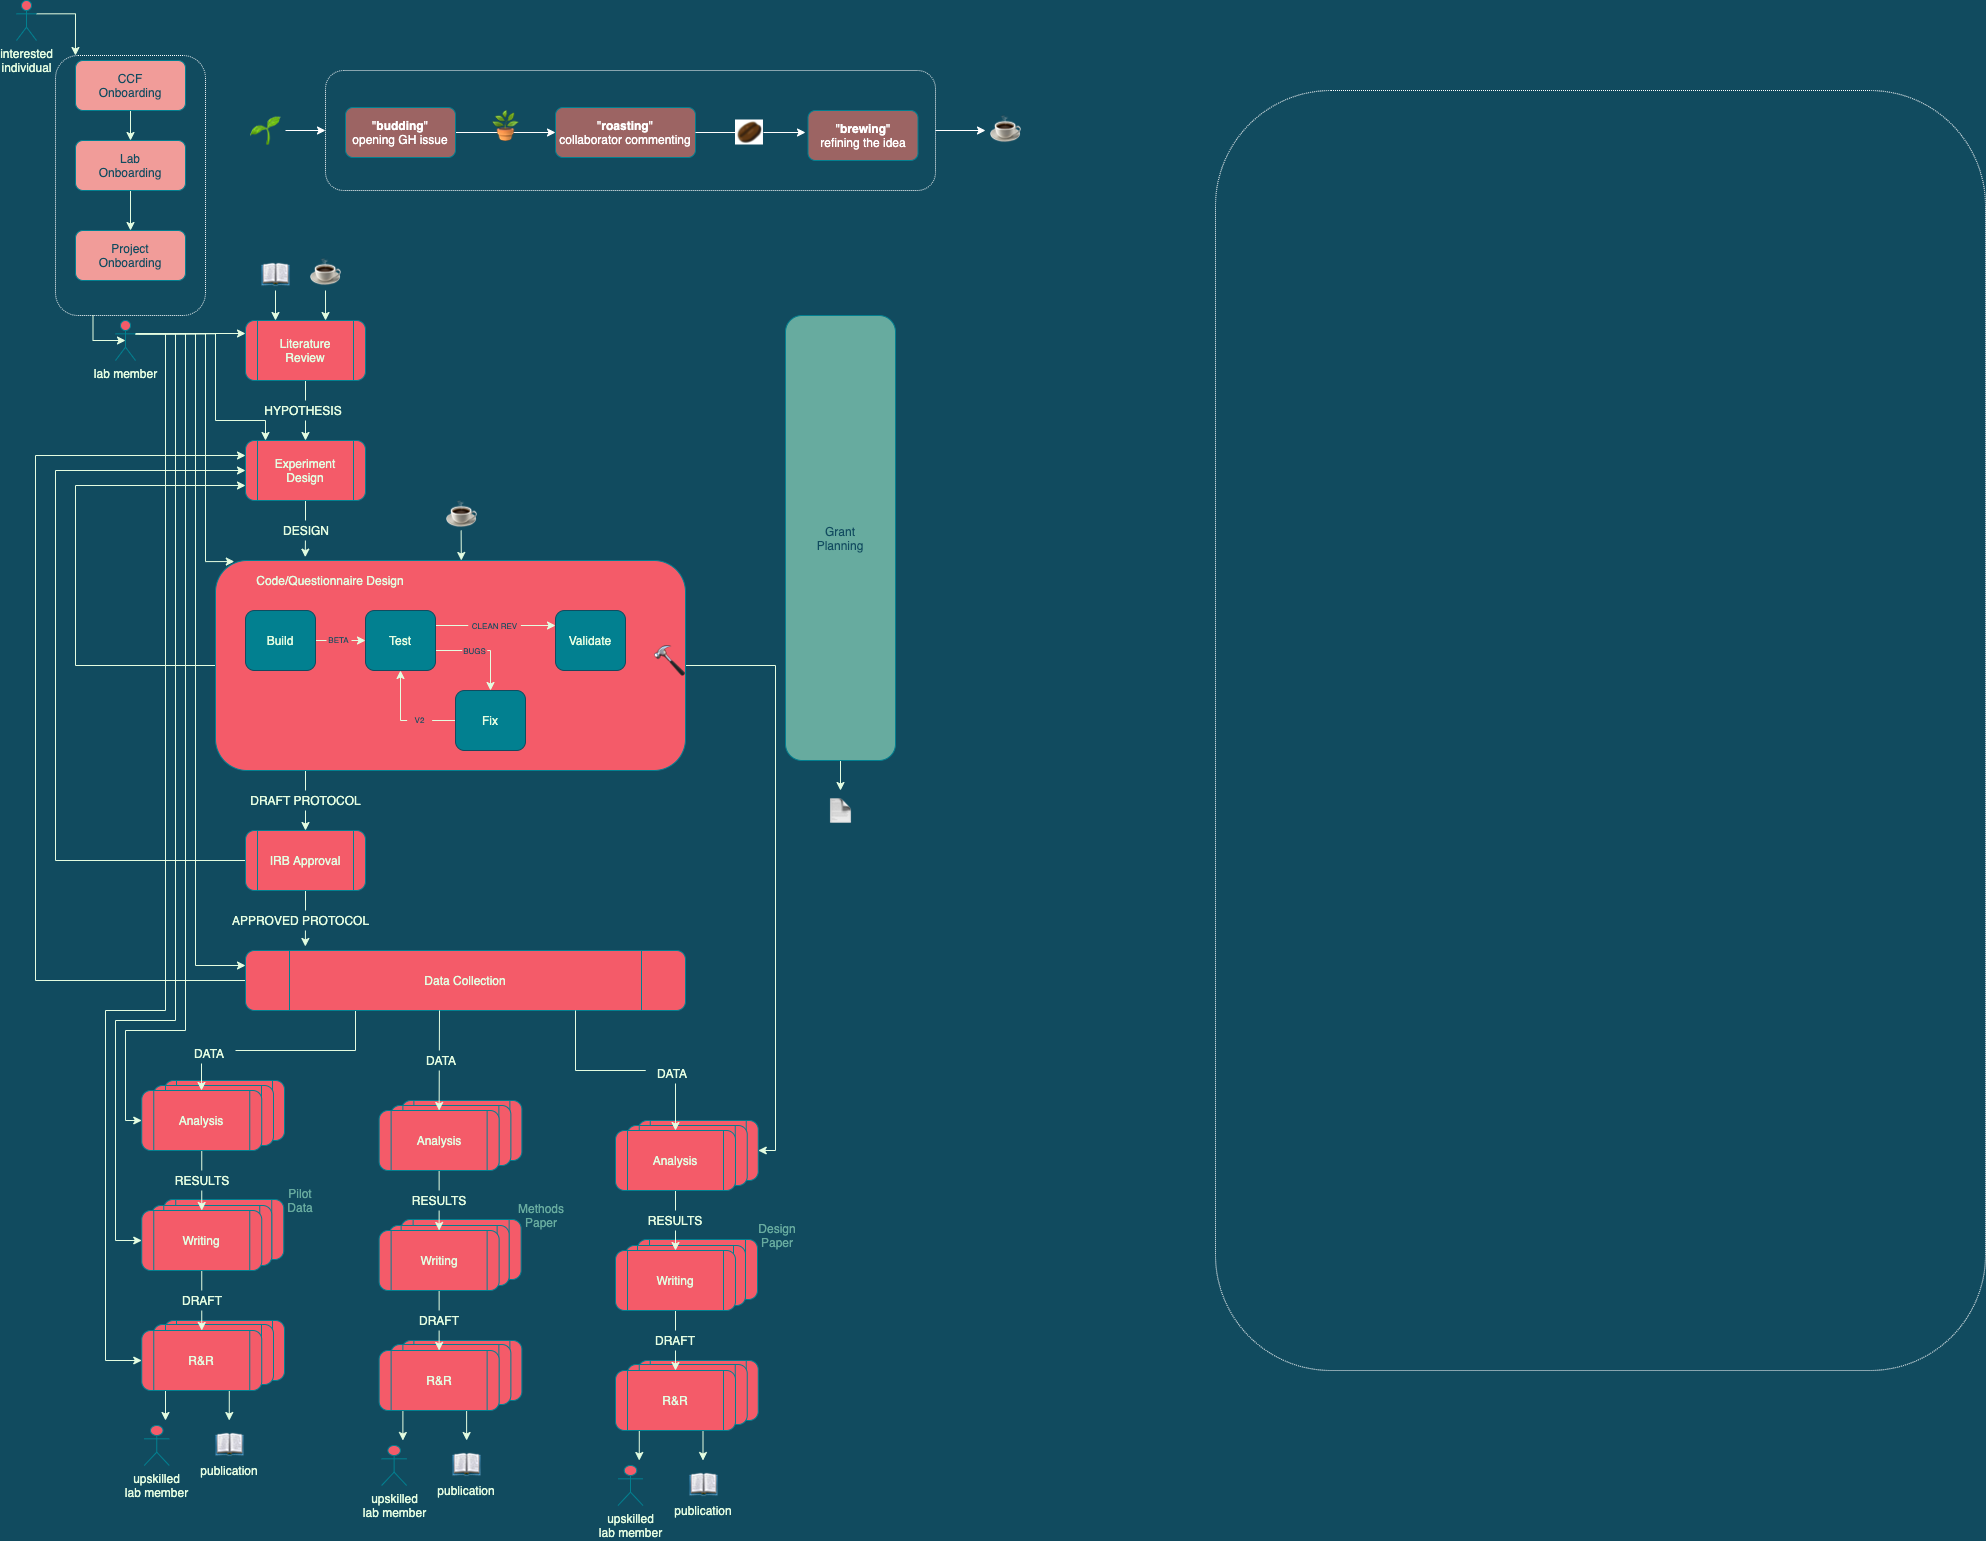 interested
individual
CCF
Onboarding
Lab
Onboarding
Project
Onboarding
"budding"
opening GH issue
"roasting"
collaborator commenting
"brewing"
refining the idea
lab member
Literature
Review
HYPOTHESIS
Experiment
Design
DESIGN
Code/Questionnaire Design
Build
BETA
Test
CLEAN REV
Validate
BUGS
V2
Fix
Grant
Planning
DRAFT PROTOCOL
IRB Approval
APPROVED PROTOCOL
Data Collection
DATA
Analysis
RESULTS
Pilot
Data
Writing
DRAFT
R&R
upskilled
lab member
publication
DATA
Analysis
RESULTS
Methods
Paper
Writing
DRAFT
R&R
upskilled
lab member
publication
DATA
Analysis
RESULTS
Design
Paper
Writing
DRAFT
R&R
upskilled
lab member
publication